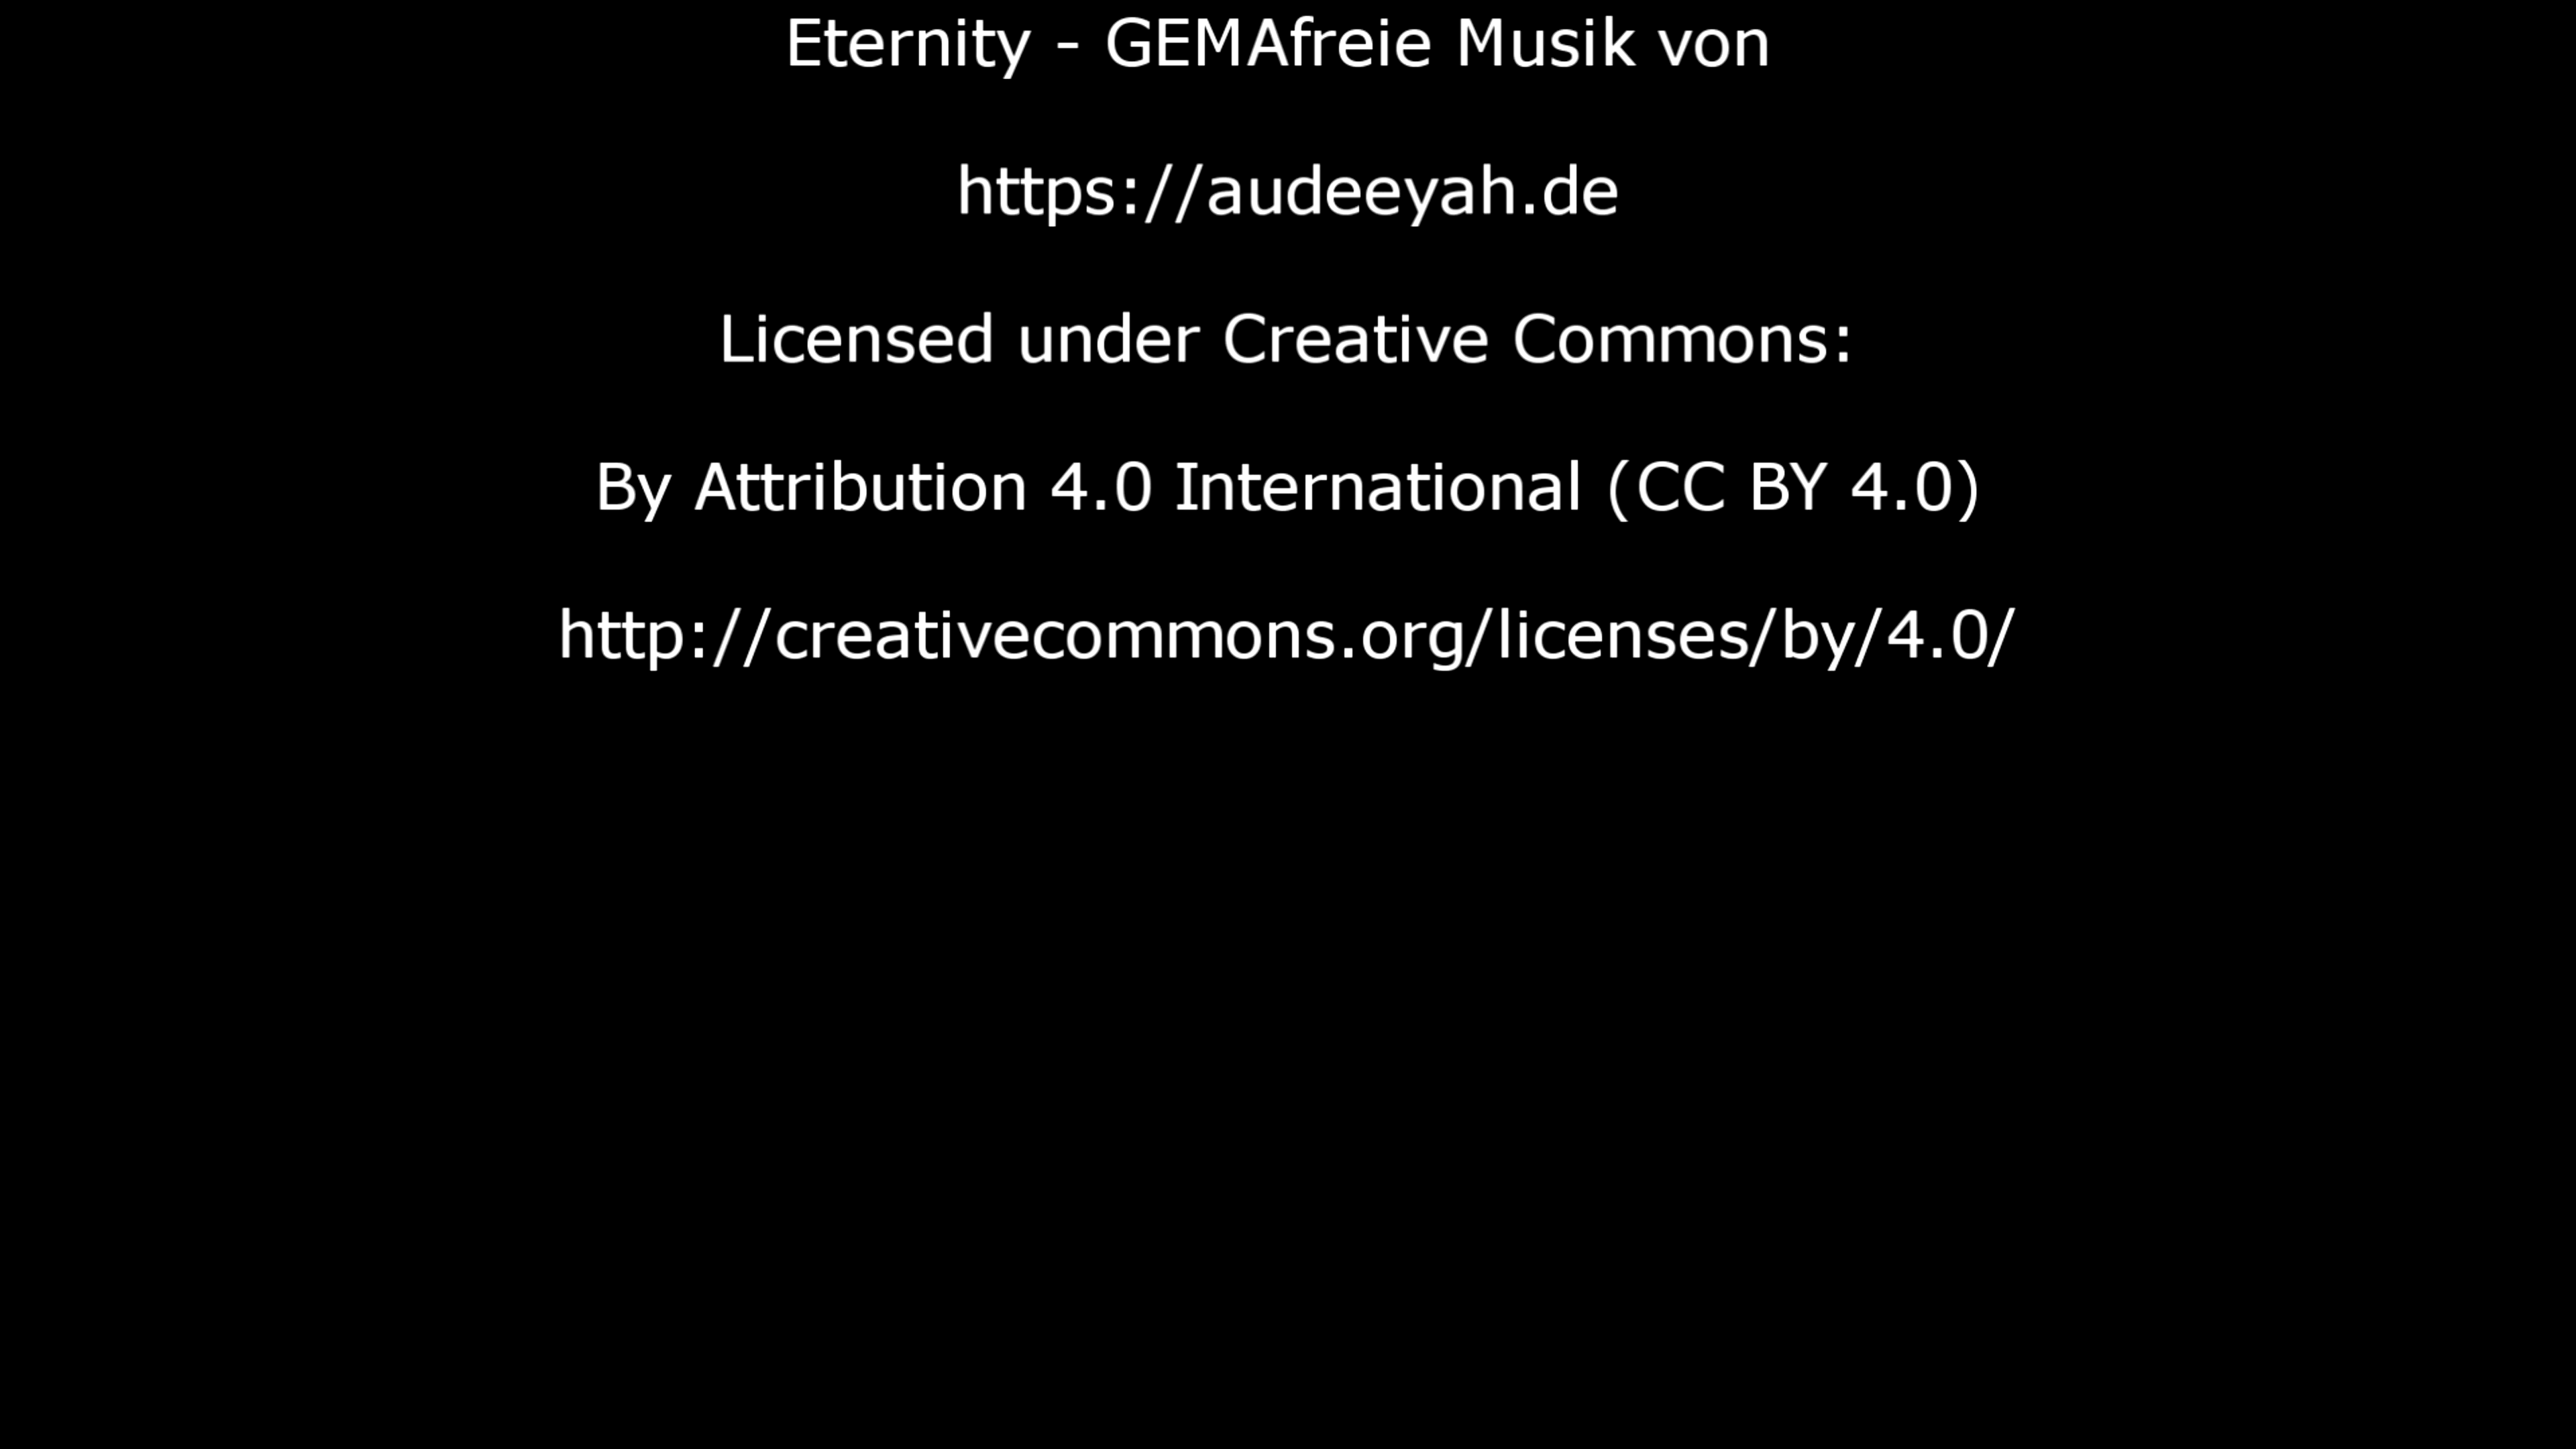 Eternity - GEMAfreie Musik von
https://audeeyah.de
Licensed under Creative Commons:
By Attribution 4.0 International (CC BY 4.0)
http://creativecommons.org/licenses/by/4.0/